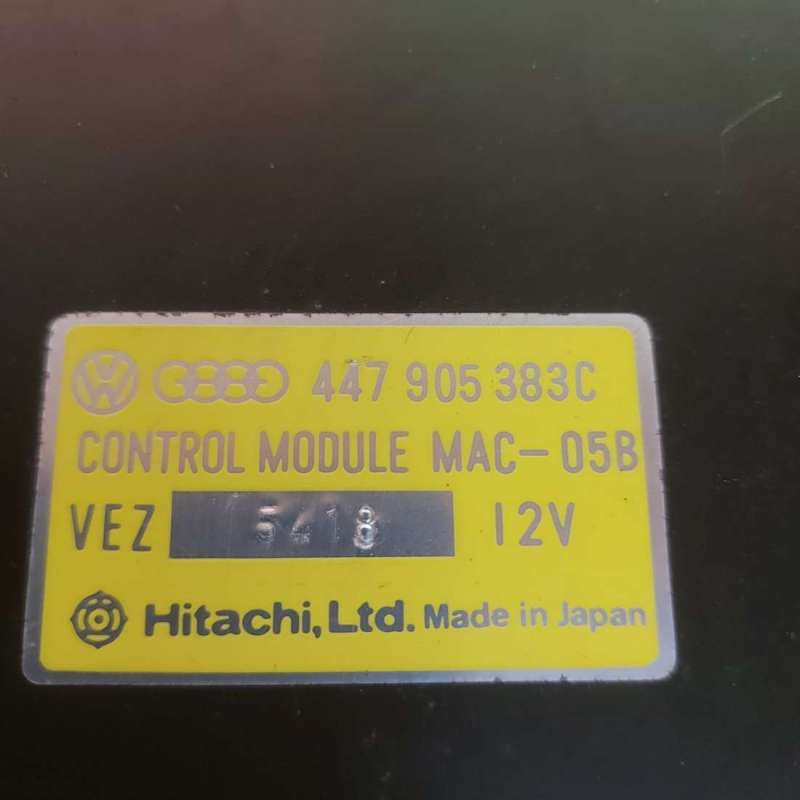 447 905 383C
CONTROL MODULE MAC-05B
VEZ 5418 12V
Hitachi, Ltd. Made in Japan